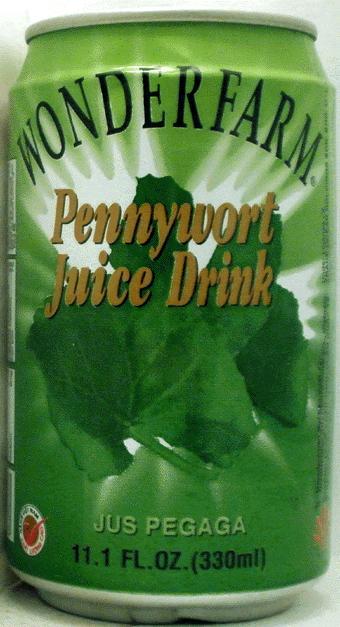 WONDERFARM®
Pennywort
Juice Drink
JUS PEGAGA
11.1 FL.OZ.(330ml)